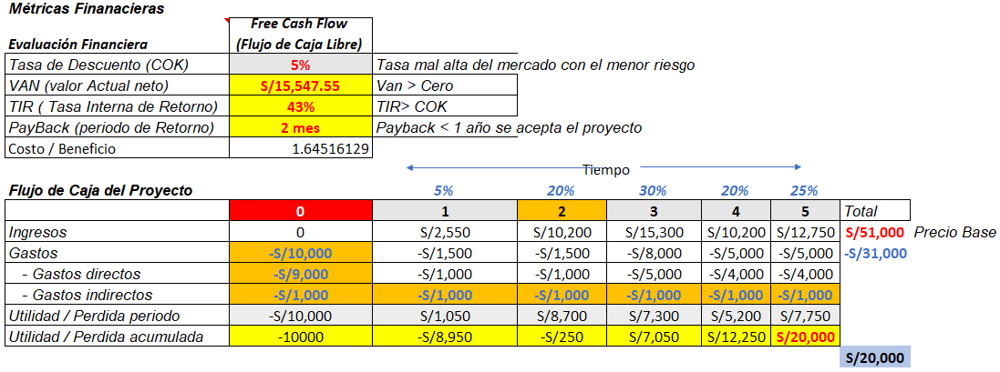 Métricas Finanacieras
Free Cash Flow
Evaluación Financiera (Flujo de Caja Libre)
Tasa de Descuento (COK) 5% Tasa mal alta del mercado con el menor riesgo
VAN (valor Actual neto) S/15,547.55 Van > Cero
TIR ( Tasa Interna de Retorno) 43% TIR> COK
PayBack (periodo de Retorno) 2 mes Payback < 1 año se acepta el proyecto
Costo / Beneficio 1.64516129
Tiempo
Flujo de Caja del Proyecto 5% 20% 30% 20% 25%
0 1 2 3 4 5 Total
Ingresos 0 S/2,550 S/10,200 S/15,300 S/10,200 S/12,750 S/51,000 Precio Base
Gastos -S/10,000 -S/1,500 -S/1,500 -S/8,000 -S/5,000 -S/5,000 -S/31,000
- Gastos directos -S/9,000 -S/1,000 -S/1,000 -S/5,000 -S/4,000 -S/4,000
- Gastos indirectos -S/1,000 -S/1,000 -S/1,000 -S/1,000 -S/1,000 -S/1,000
Utilidad / Perdida periodo -S/10,000 S/1,050 S/8,700 S/7,300 S/5,200 S/7,750
Utilidad / Perdida acumulada -10000 -S/8,950 -S/250 S/7,050 S/12,250 S/20,000
S/20,000